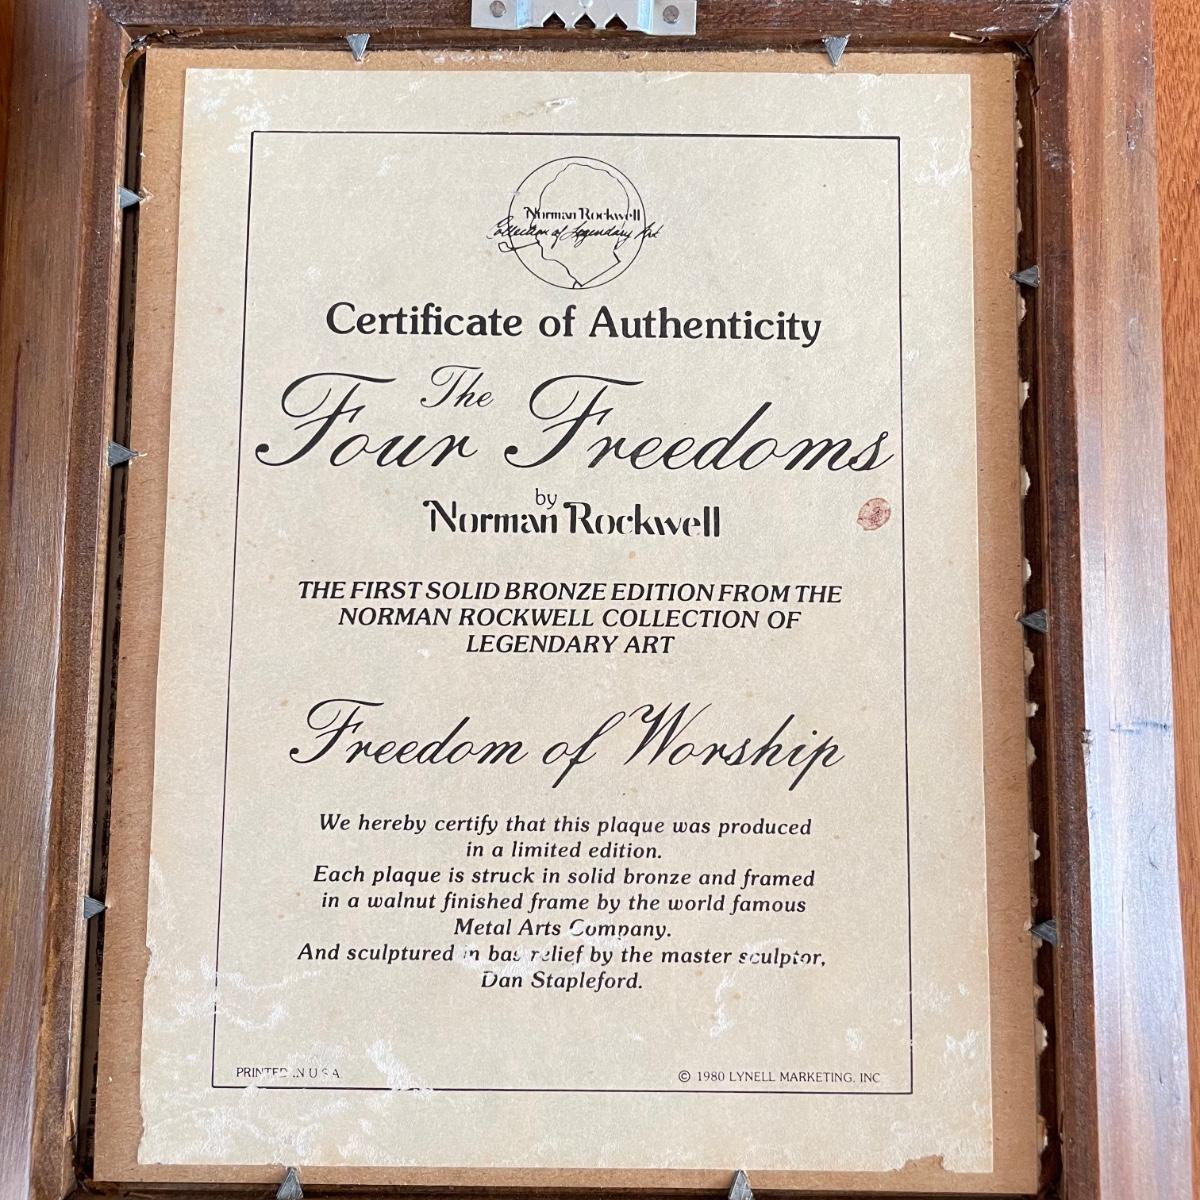 Norman Rockwell
Collection of Legendary Art
Certificate of Authenticity
The
Four Freedoms
by
Norman Rockwell
THE FIRST SOLID BRONZE EDITION FROM THE
NORMAN ROCKWELL COLLECTION OF
LEGENDARY ART
Freedom of Worship
We hereby certify that this plaque was produced
in a limited edition.
Each plaque is struck in solid bronze and framed
in a walnut finished frame by the world famous
Metal Arts Company.
And sculptured in bas relief by the master sculptor,
Dan Stapleford.
PRINTED IN U.S.A.
© 1980 LYNELL MARKETING, INC